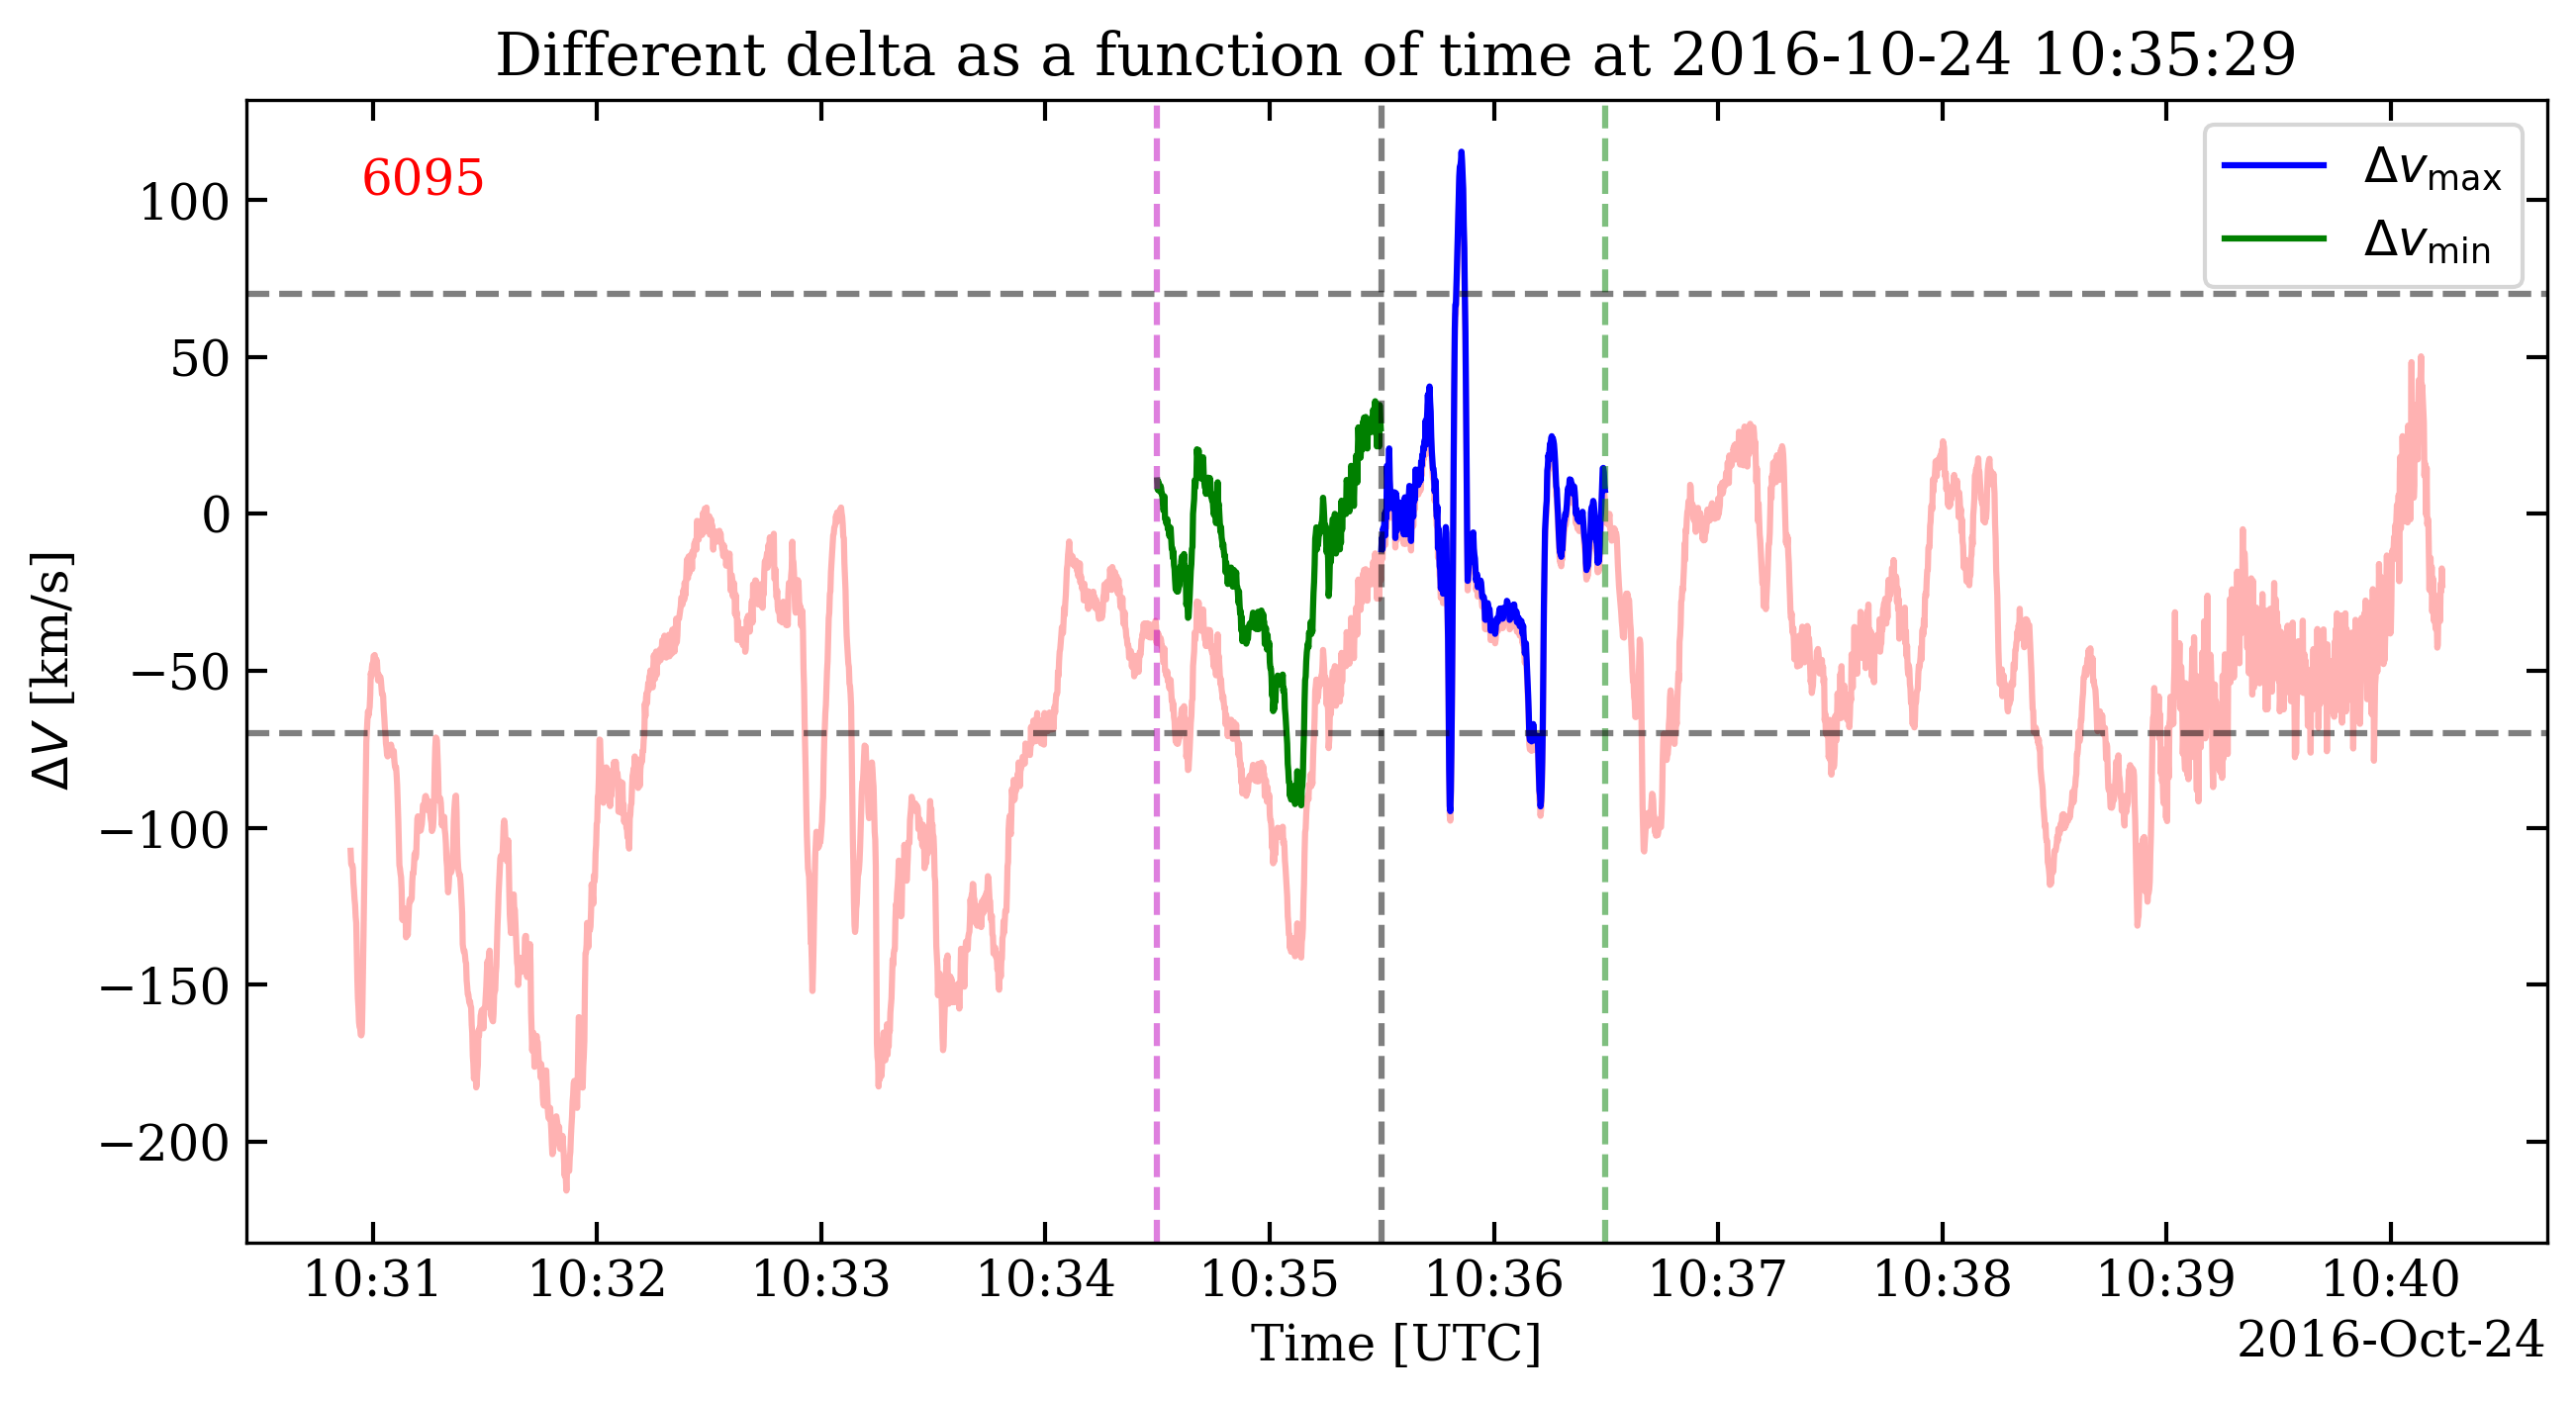 Different delta as a function of time at 2016-10-24 10:35:29
6095
Δv_max
Δv_min
100
50
0
−50
−100
−150
−200
ΔV [km/s]
10:31 10:32 10:33 10:34 10:35 10:36 10:37 10:38 10:39 10:40
Time [UTC]
2016-Oct-24